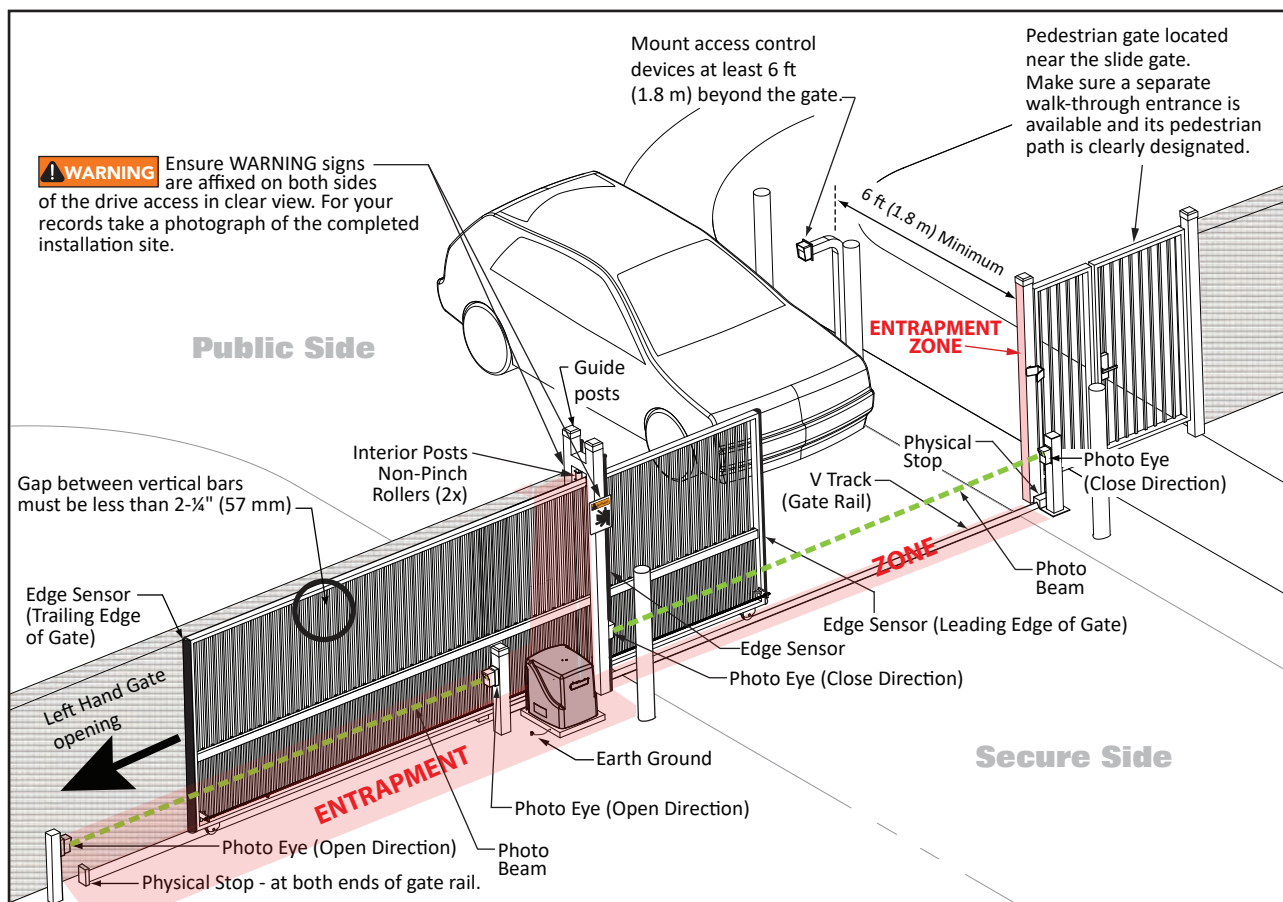 Mount access control
devices at least 6 ft
(1.8 m) beyond the gate.
Pedestrian gate located
near the slide gate.
Make sure a separate
walk-through entrance is
available and its pedestrian
path is clearly designated.
WARNING Ensure WARNING signs
are affixed on both sides
of the drive access in clear view. For your
records take a photograph of the completed
installation site.
6 ft (1.8 m) Minimum
Public Side
ENTRAPMENT
ZONE
Guide
posts
Interior Posts
Non-Pinch
Rollers (2x)
Physical
Stop
Photo Eye
(Close Direction)
Gap between vertical bars
must be less than 2-¼" (57 mm)
V Track
(Gate Rail)
ZONE
Photo
Beam
Edge Sensor
(Trailing Edge
of Gate)
Edge Sensor (Leading Edge of Gate)
Edge Sensor
Photo Eye (Close Direction)
Left Hand Gate
opening
Earth Ground
Secure Side
ENTRAPMENT
Photo Eye (Open Direction)
Photo Eye (Open Direction)
Photo
Beam
Physical Stop - at both ends of gate rail.